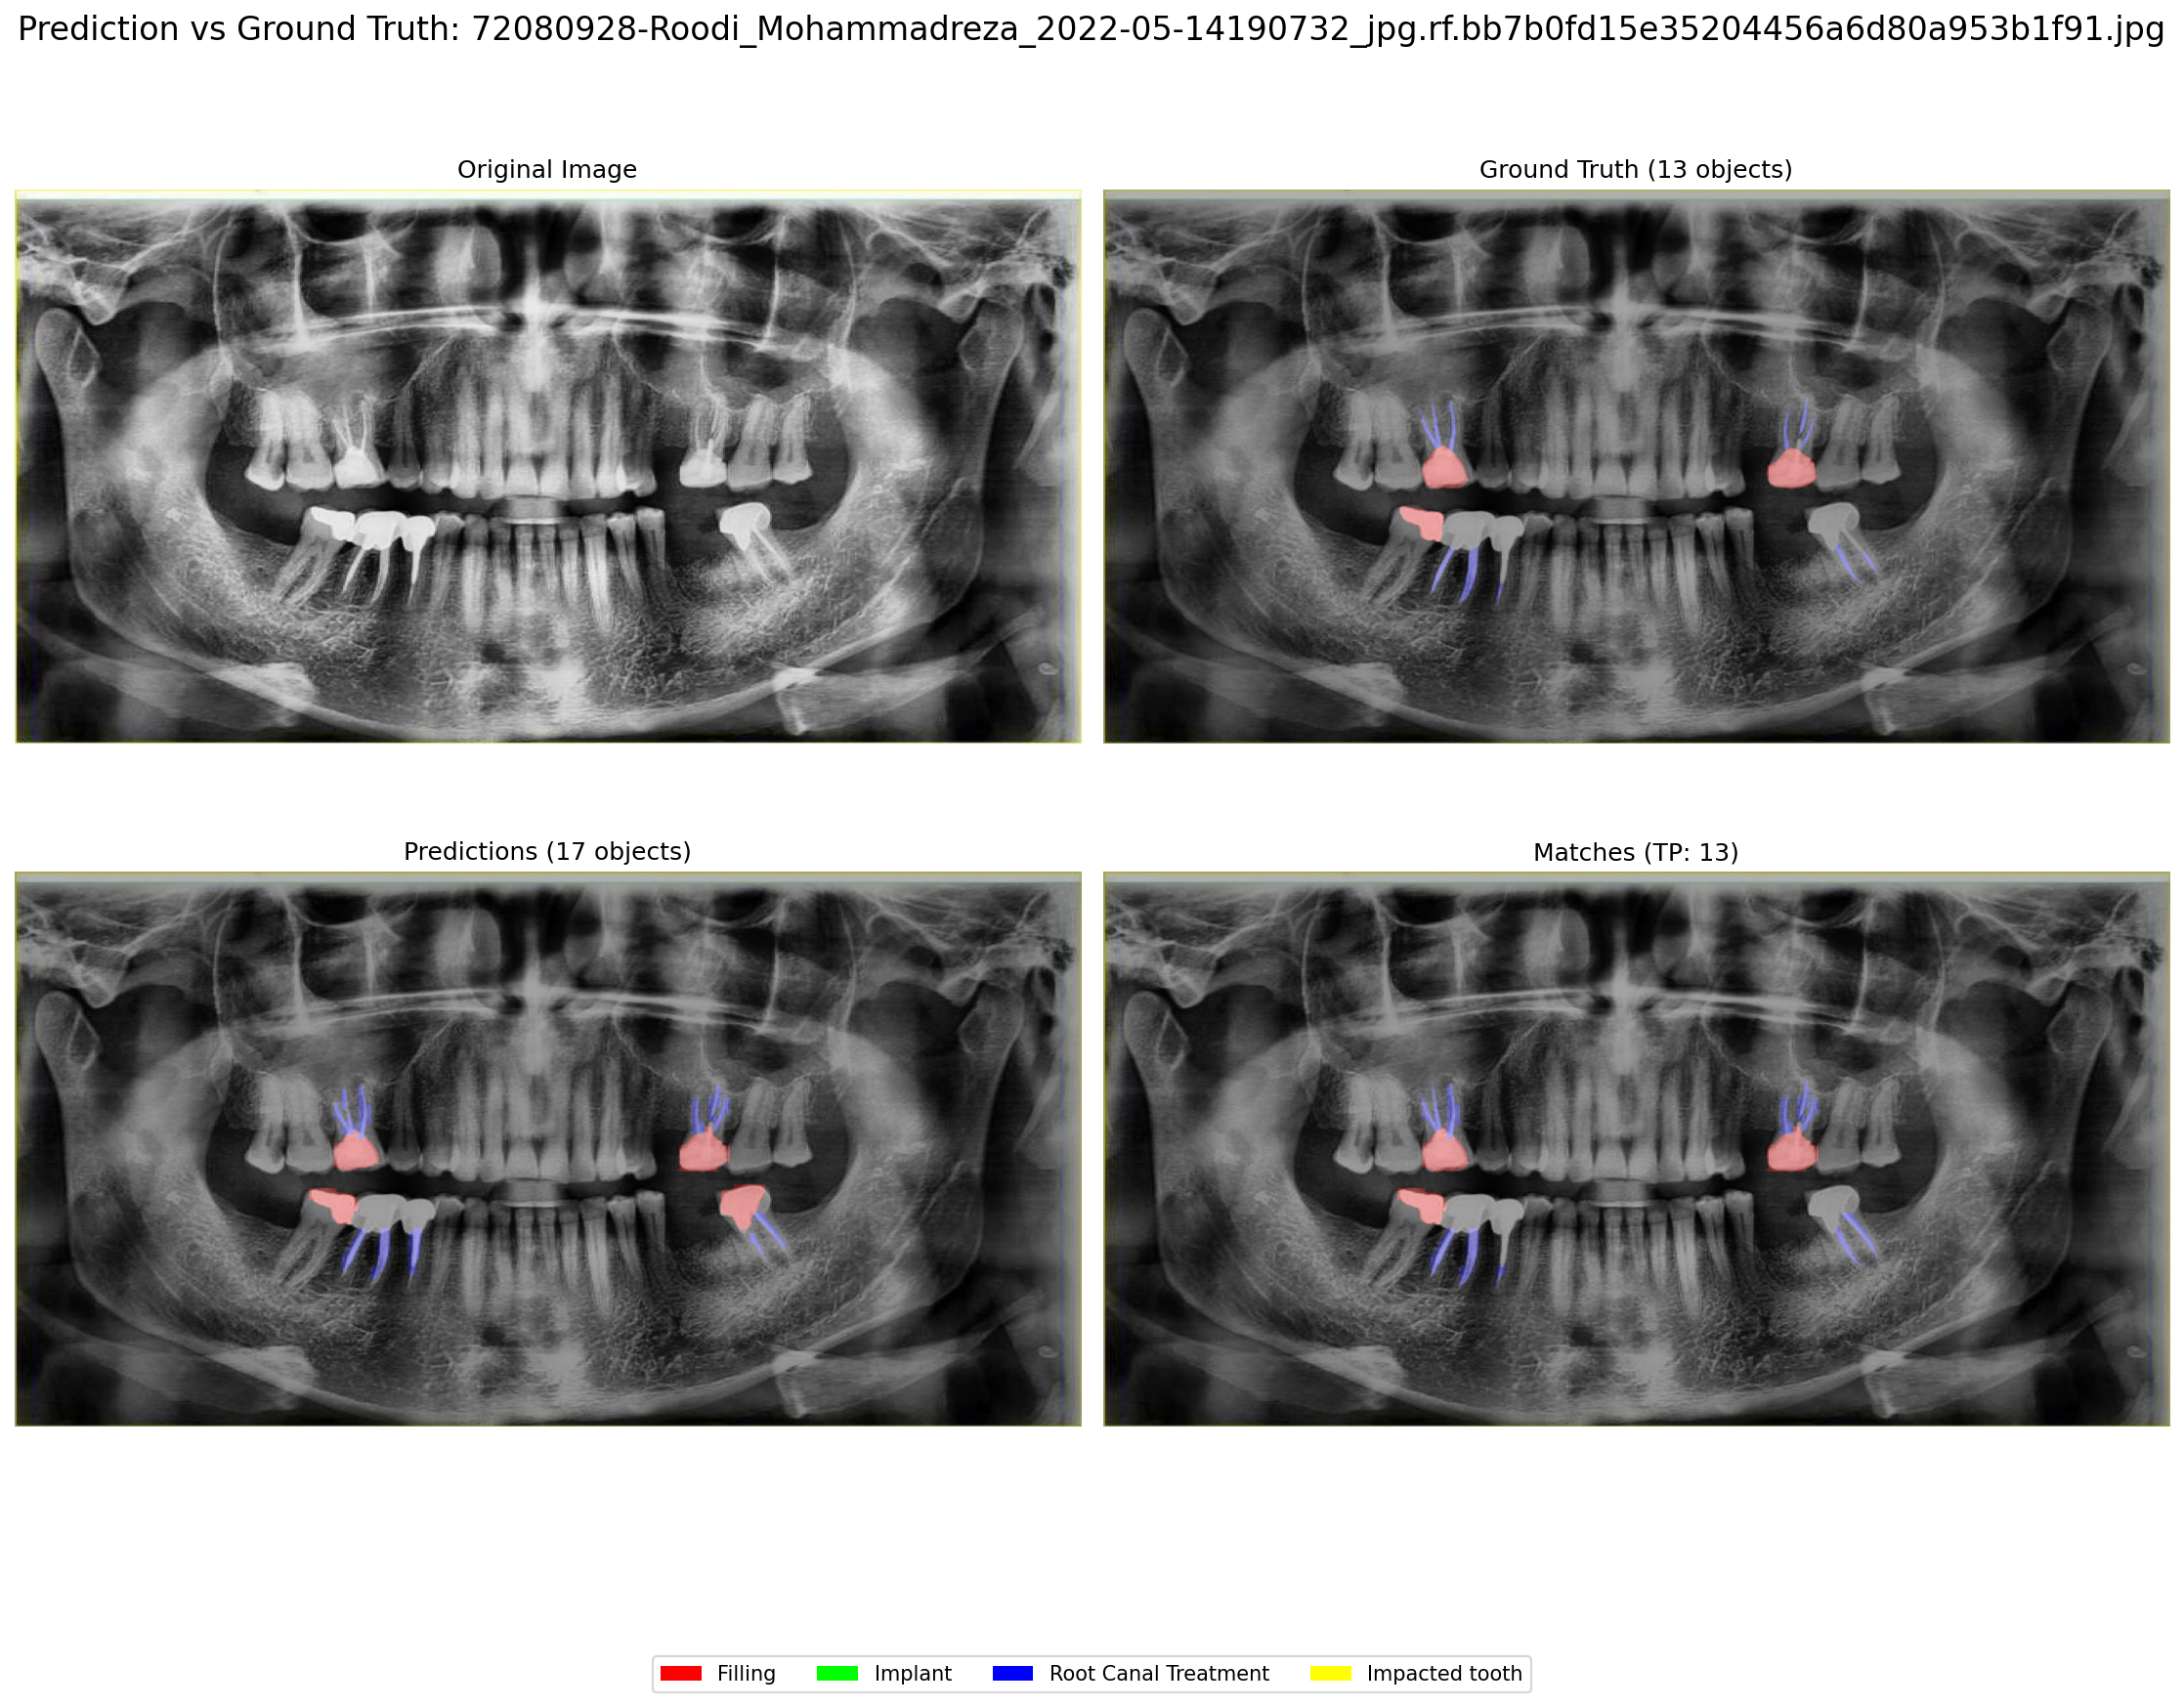 Prediction vs Ground Truth: 72080928-Roodi_Mohammadreza_2022-05-14190732_jpg.rf.bb7b0fd15e35204456a6d80a953b1f91.jpg
Original Image
Ground Truth (13 objects)
Predictions (17 objects)
Matches (TP: 13)
Filling
Implant
Root Canal Treatment
Impacted tooth